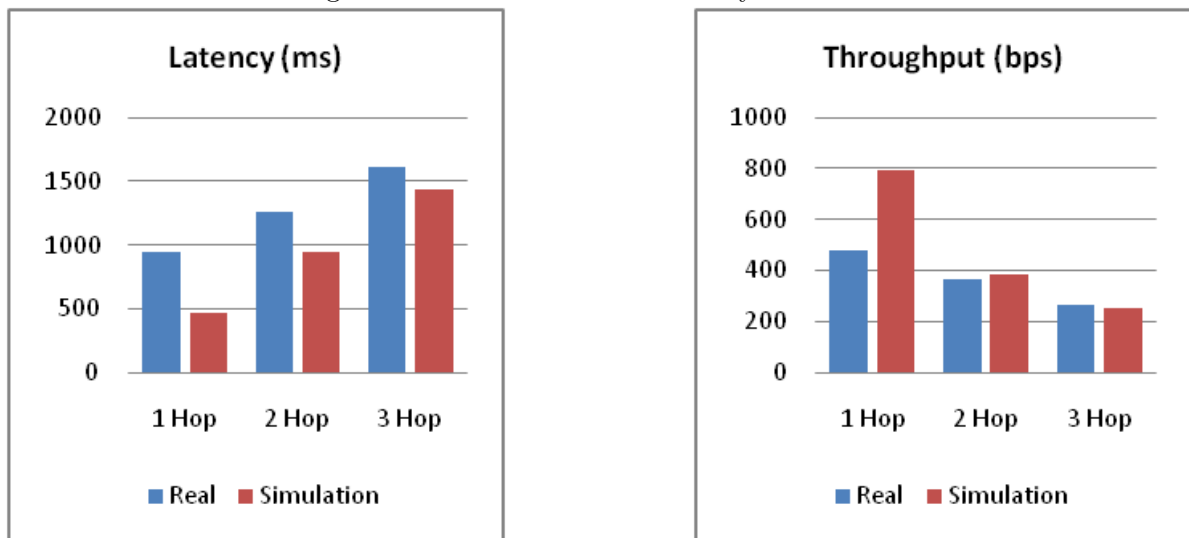 Latency (ms)
2000
1500
1000
500
0
1 Hop 2 Hop 3 Hop
Real Simulation
Throughput (bps)
1000
800
600
400
200
0
1 Hop 2 Hop 3 Hop
Real Simulation